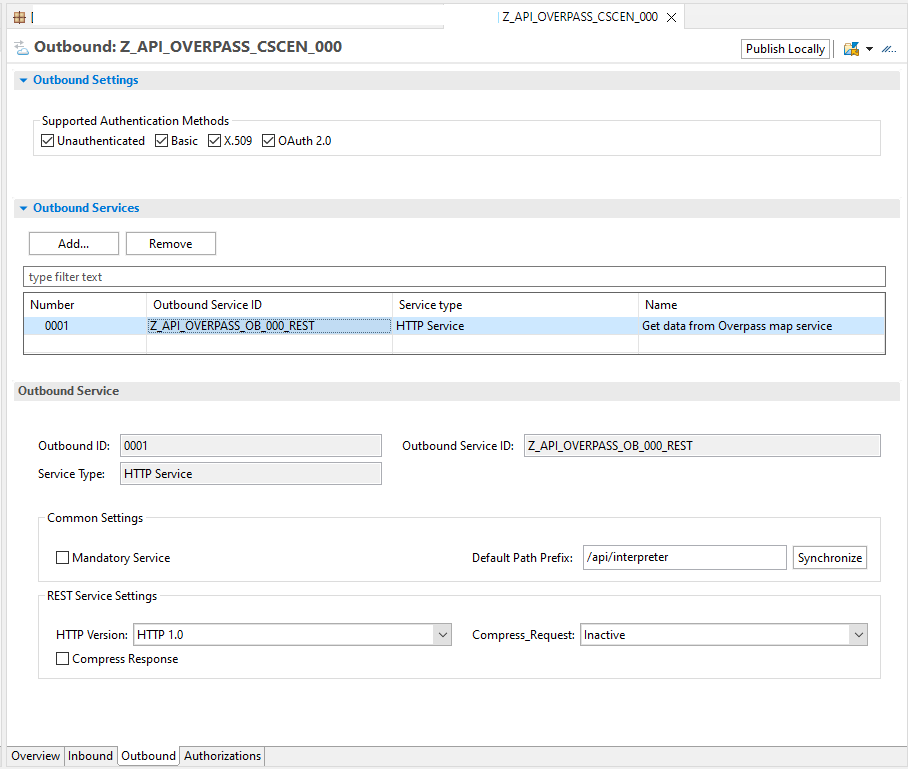 Z_API_OVERPASS_CSCEN_000
Outbound: Z_API_OVERPASS_CSCEN_000
Publish Locally
Outbound Settings
Supported Authentication Methods
Unauthenticated Basic X.509 OAuth 2.0
Outbound Services
Add... Remove
type filter text
Number Outbound Service ID Service type Name
0001 Z_API_OVERPASS_OB_000_REST HTTP Service Get data from Overpass map service
Outbound Service
Outbound ID: 0001 Outbound Service ID: Z_API_OVERPASS_OB_000_REST
Service Type: HTTP Service
Common Settings
Mandatory Service Default Path Prefix: /api/interpreter Synchronize
REST Service Settings
HTTP Version: HTTP 1.0 Compress_Request: Inactive
Compress Response
Overview Inbound Outbound Authorizations